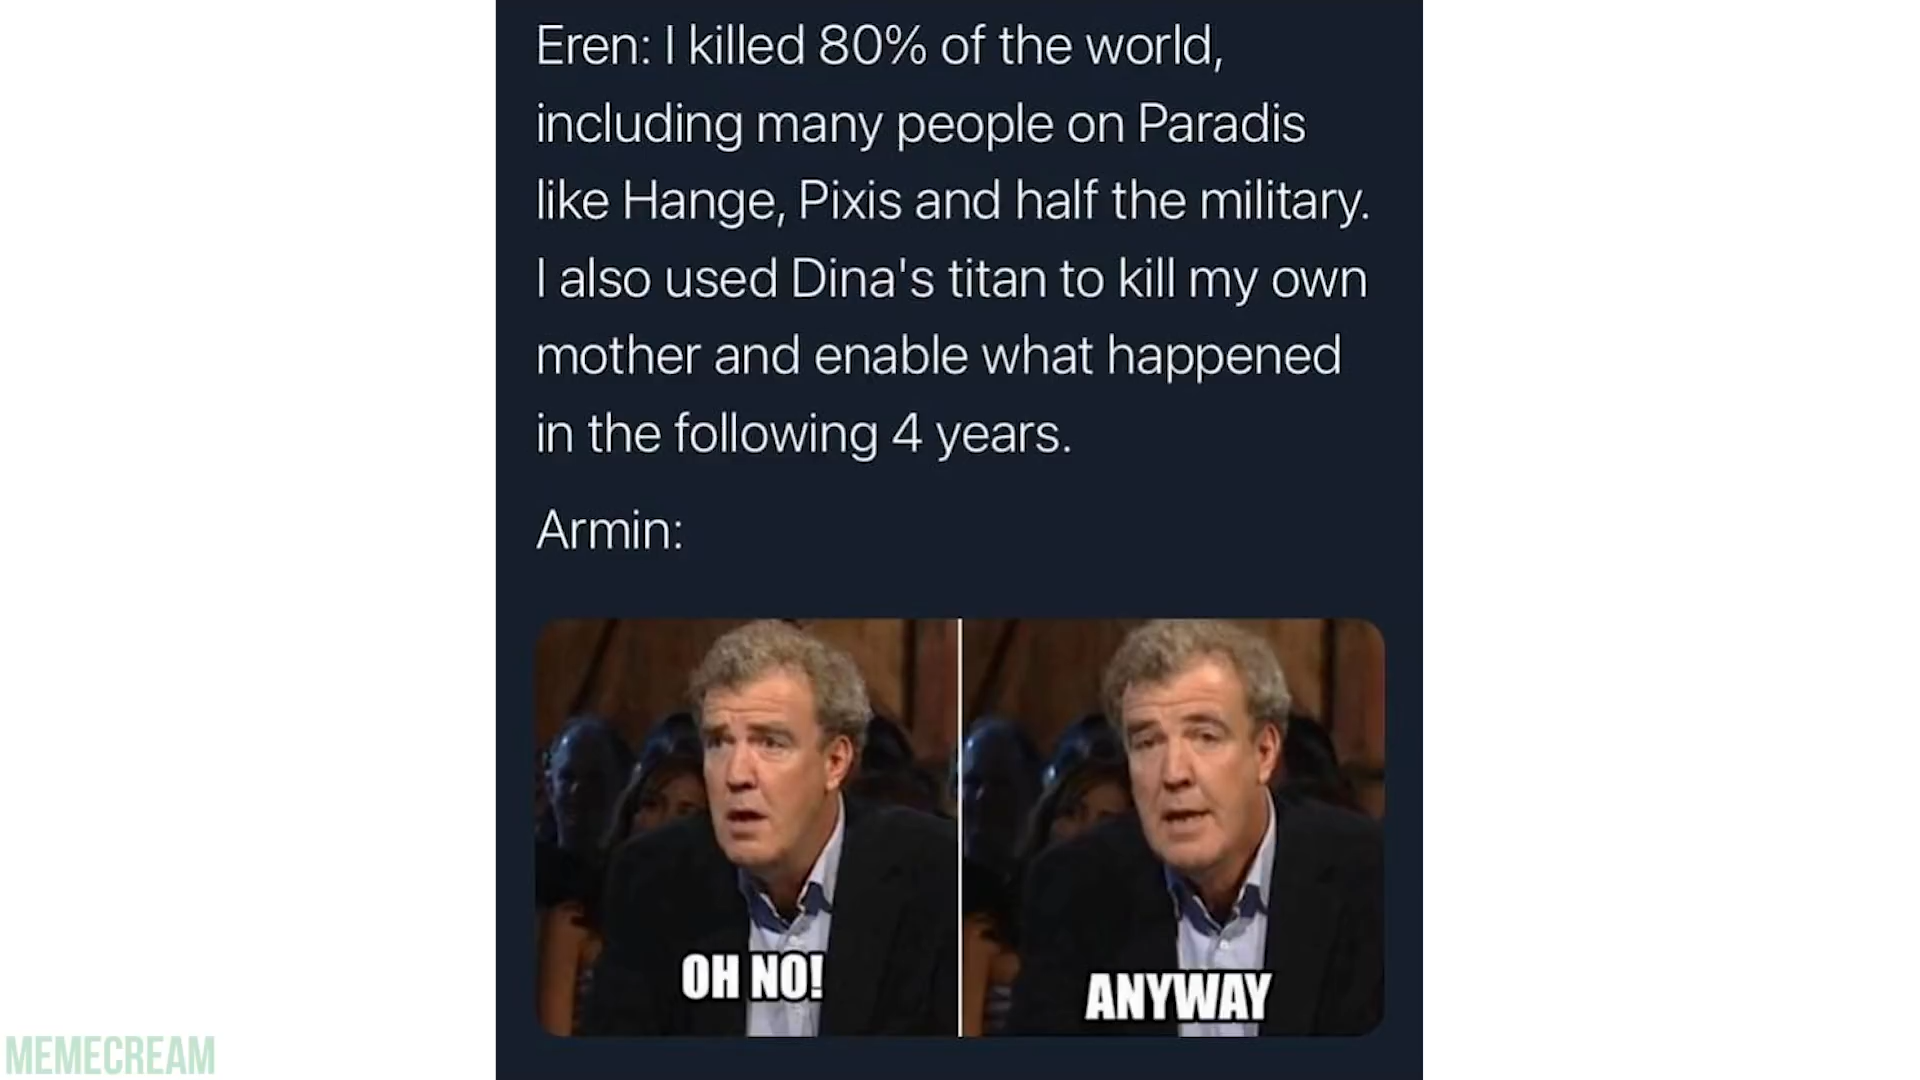 Eren: I killed 80% of the world,
including many people on Paradis
like Hange, Pixis and half the military.
I also used Dina's titan to kill my own
mother and enable what happened
in the following 4 years.
Armin:
OH NO!
ANYWAY
MEMECREAM